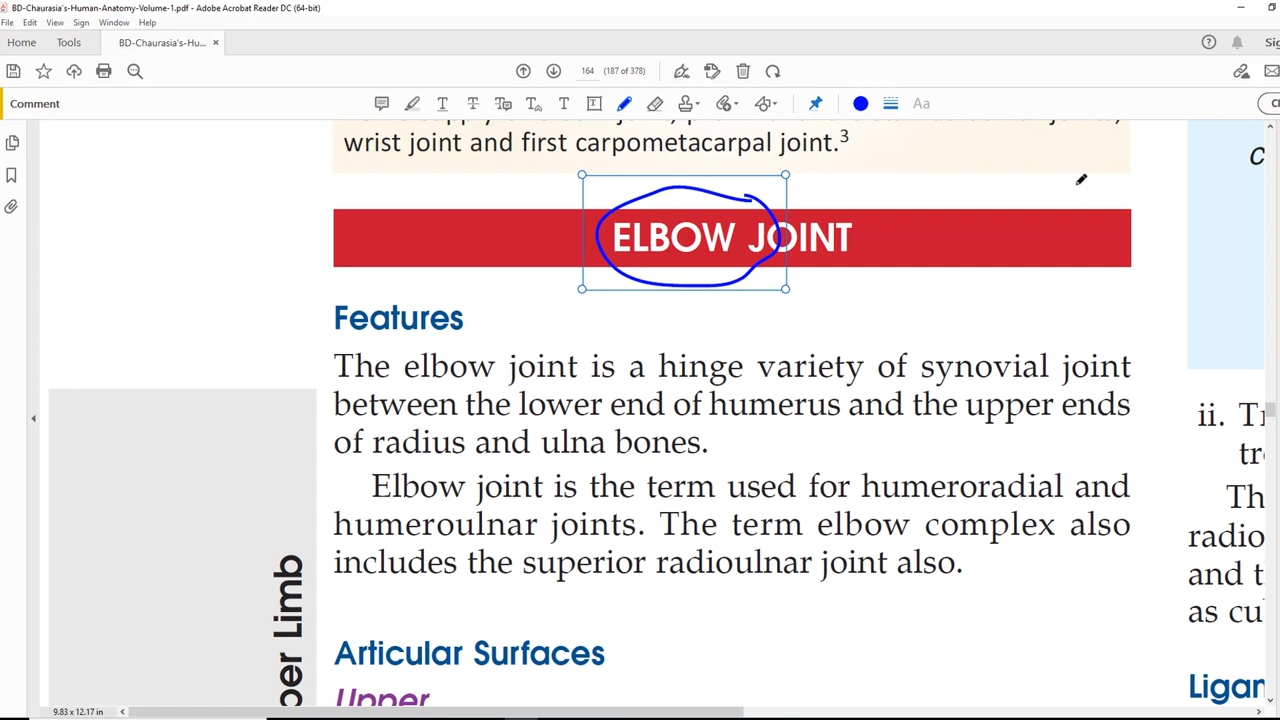 BD-Chaurasia's-Human-Anatomy-Volume-1.pdf - Adobe Acrobat Reader DC (64-bit)
File Edit View Sign Window Help
Home Tools BD-Chaurasia's-Hu... ×
164 (187 of 378)
Comment
Aa
wrist joint and first carpometacarpal joint.3
ELBOW JOINT
Features
The elbow joint is a hinge variety of synovial joint
between the lower end of humerus and the upper ends
of radius and ulna bones.
Elbow joint is the term used for humeroradial and
humeroulnar joints. The term elbow complex also
includes the superior radioulnar joint also.
Articular Surfaces
Upper
per Limb
ii. Tr
tro
Th
radio
and t
as cu
Ligan
9.83 x 12.17 in